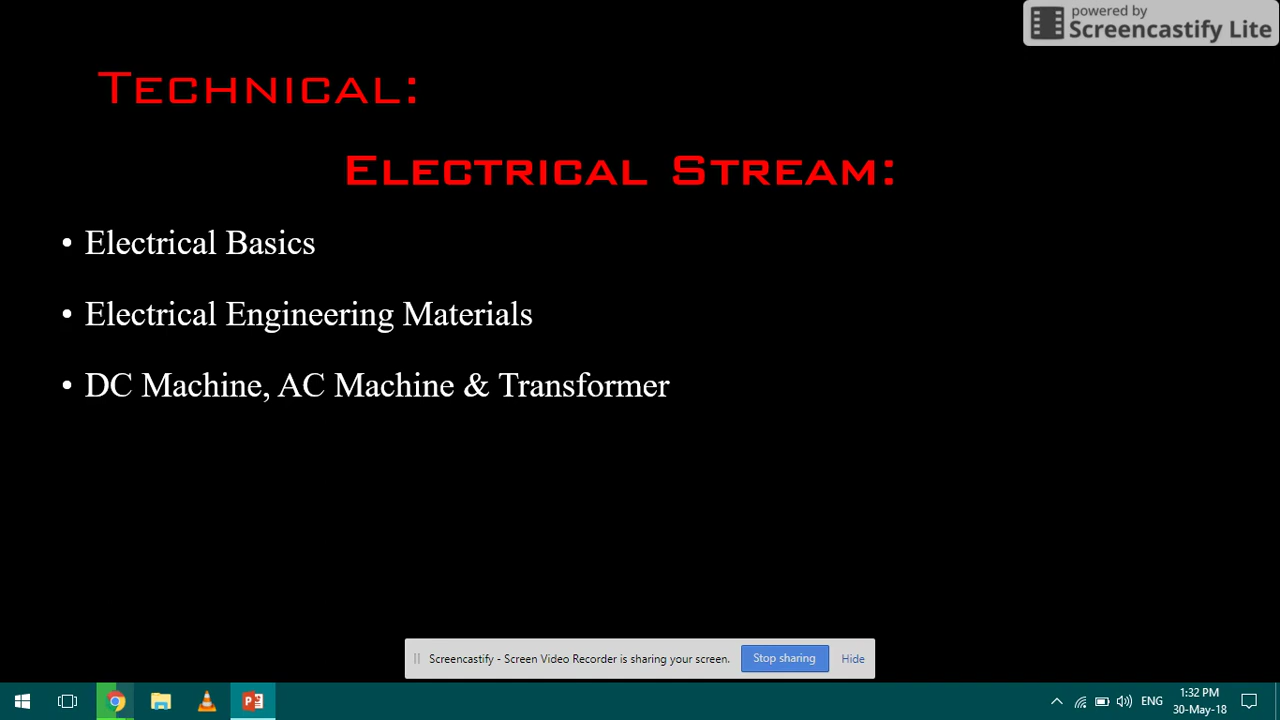 powered by
Screencastify Lite
TECHNICAL:
ELECTRICAL STREAM:
• Electrical Basics
• Electrical Engineering Materials
• DC Machine, AC Machine & Transformer
Screencastify - Screen Video Recorder is sharing your screen. Stop sharing Hide
ENG
1:32 PM
30-May-18